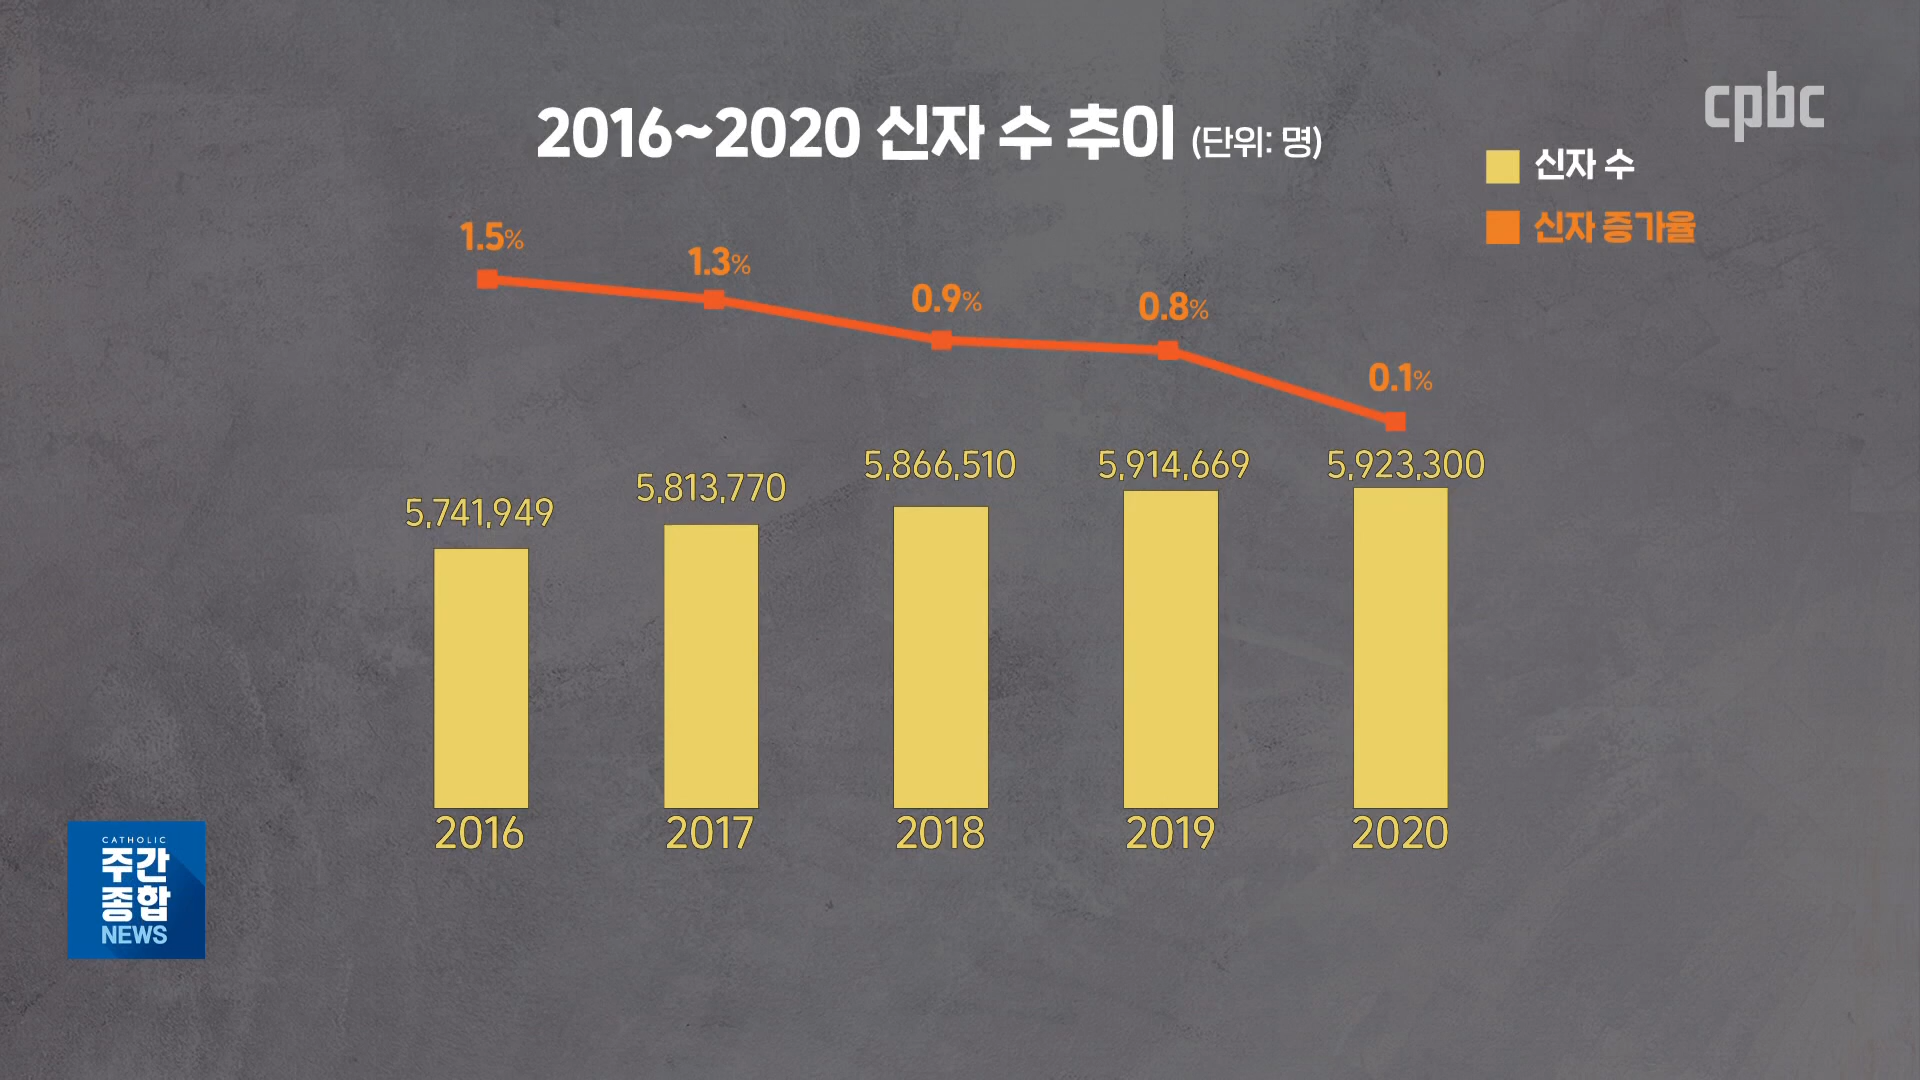 cpbc
2016~2020 신자 수 추이 (단위: 명)
신자 수
신자 증가율
1.5%
1.3%
0.9%
0.8%
0.1%
5,741,949
5,813,770
5,866,510
5,914,669
5,923,300
2016
2017
2018
2019
2020
CATHOLIC
주간
종합
NEWS